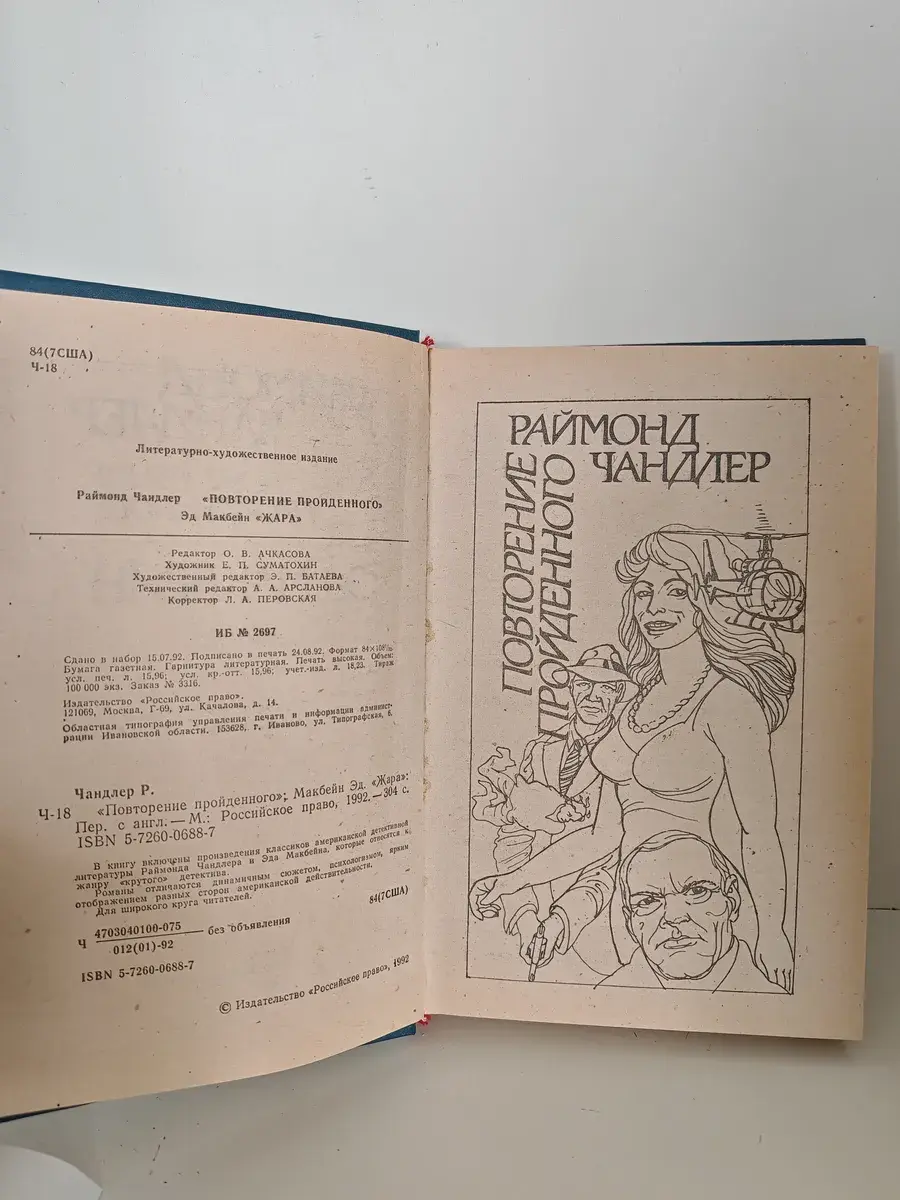 84(7США)
Ч-18
Литературно-художественное издание
Раймонд Чандлер «ПОВТОРЕНИЕ ПРОЙДЕННОГО»
Эд Макбейн «ЖАРА»
Редактор О. В. АЧКАСОВА
Художник Е. П. СУМАТОХИН
Художественный редактор Э. П. БАТАЕВА
Технический редактор А. А. АРСЛАНОВА
Корректор Л. А. ПЕРОВСКАЯ
ИБ № 2697
Сдано в набор 15.07.92. Подписано в печать 24.08.92. Формат 84×108¹/₃₂
Бумага газетная. Гарнитура литературная. Печать высокая. Объем:
усл. печ. л. 15,96; усл. кр.-отт. 15,96; учет.-изд. л. 18,23. Тираж
100 000 экз. Заказ № 3316.
Издательство «Российское право».
121069, Москва, Г-69, ул. Качалова, д. 14.
Областная типография управления печати и информации админист-
рации Ивановской области. 153628, г. Иваново, ул. Типографская, 6.
Чандлер Р.
Ч-18 «Повторение пройденного»; Макбейн Эд. «Жара»:
Пер. с англ. — М.: Российское право, 1992. — 304 с.
ISBN 5-7260-0688-7
В книгу включены произведения классиков американской детективной
литературы Раймонда Чандлера и Эда Макбейна, которые относятся к
жанру «крутого» детектива.
Романы отличаются динамичным сюжетом, психологизмом, ярким
отображением разных сторон американской действительности.
Для широкого круга читателей.
84(7США)
Ч 4703040100-075 без объявления
012(01)-92
ISBN 5-7260-0688-7
© Издательство «Российское право», 1992
РАЙМОНД
ЧАНДЛЕР
ПОВТОРЕНИЕ
ПРОЙДЕННОГО